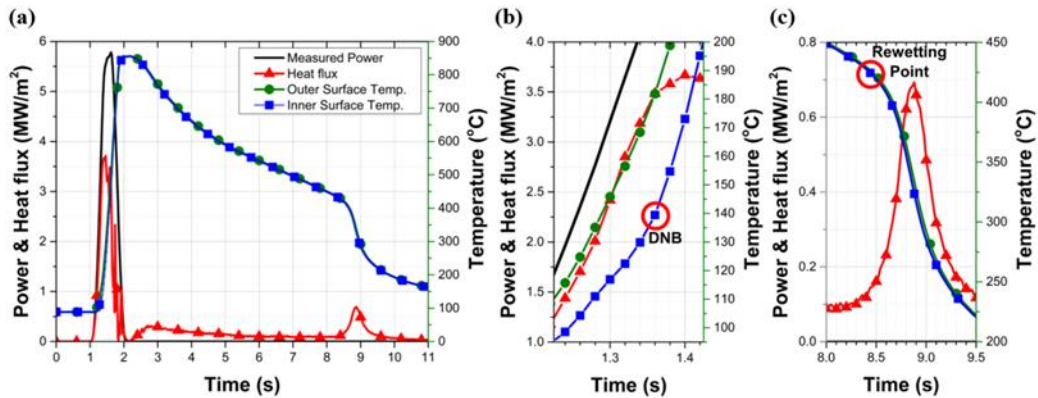 (a)
Power & Heat flux (MW/m²)
6
5
4
3
2
1
0
Measured Power
Heat flux
Outer Surface Temp.
Inner Surface Temp.
900
800
700
600
500
400
300
200
100
0
Temperature (°C)
0 1 2 3 4 5 6 7 8 9 10 11
Time (s)
(b)
Power & Heat flux (MW/m²)
4.0
3.5
3.0
2.5
2.0
1.5
1.0
DNB
200
190
180
170
160
150
140
130
120
110
100
Temperature (°C)
1.3 1.4
Time (s)
(c)
Power & Heat flux (MW/m²)
0.8
0.6
0.4
0.2
0.0
Rewetting
Point
450
400
350
300
250
200
Temperature (°C)
8.0 8.5 9.0 9.5
Time (s)